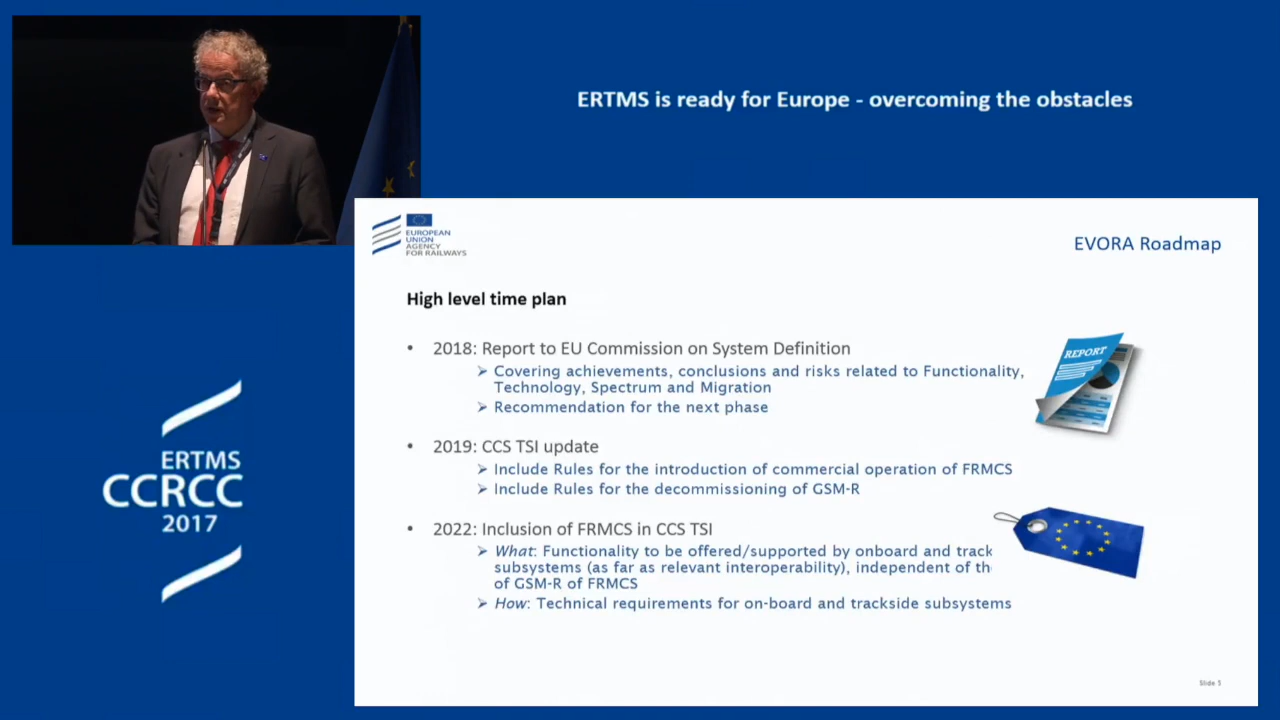 ERTMS is ready for Europe - overcoming the obstacles
EUROPEAN
UNION
AGENCY
FOR RAILWAYS
EVORA Roadmap
High level time plan
• 2018: Report to EU Commission on System Definition
➢ Covering achievements, conclusions and risks related to Functionality,
Technology, Spectrum and Migration
➢ Recommendation for the next phase
REPORT
• 2019: CCS TSI update
➢ Include Rules for the introduction of commercial operation of FRMCS
➢ Include Rules for the decommissioning of GSM-R
• 2022: Inclusion of FRMCS in CCS TSI
➢ What: Functionality to be offered/supported by onboard and track
subsystems (as far as relevant interoperability), independent of
of GSM-R of FRMCS
➢ How: Technical requirements for on-board and trackside subsystems
ERTMS
CCRCC
2017
Slide 5